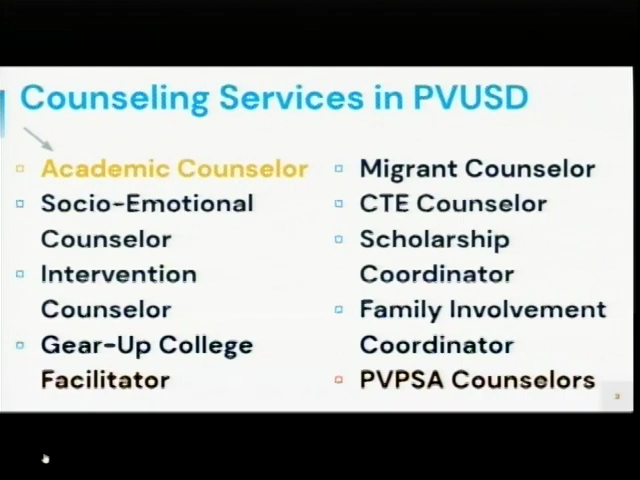 Counseling Services in PVUSD
Academic Counselor
Socio-Emotional
Counselor
Intervention
Counselor
Gear-Up College
Facilitator
Migrant Counselor
CTE Counselor
Scholarship
Coordinator
Family Involvement
Coordinator
PVPSA Counselors
3